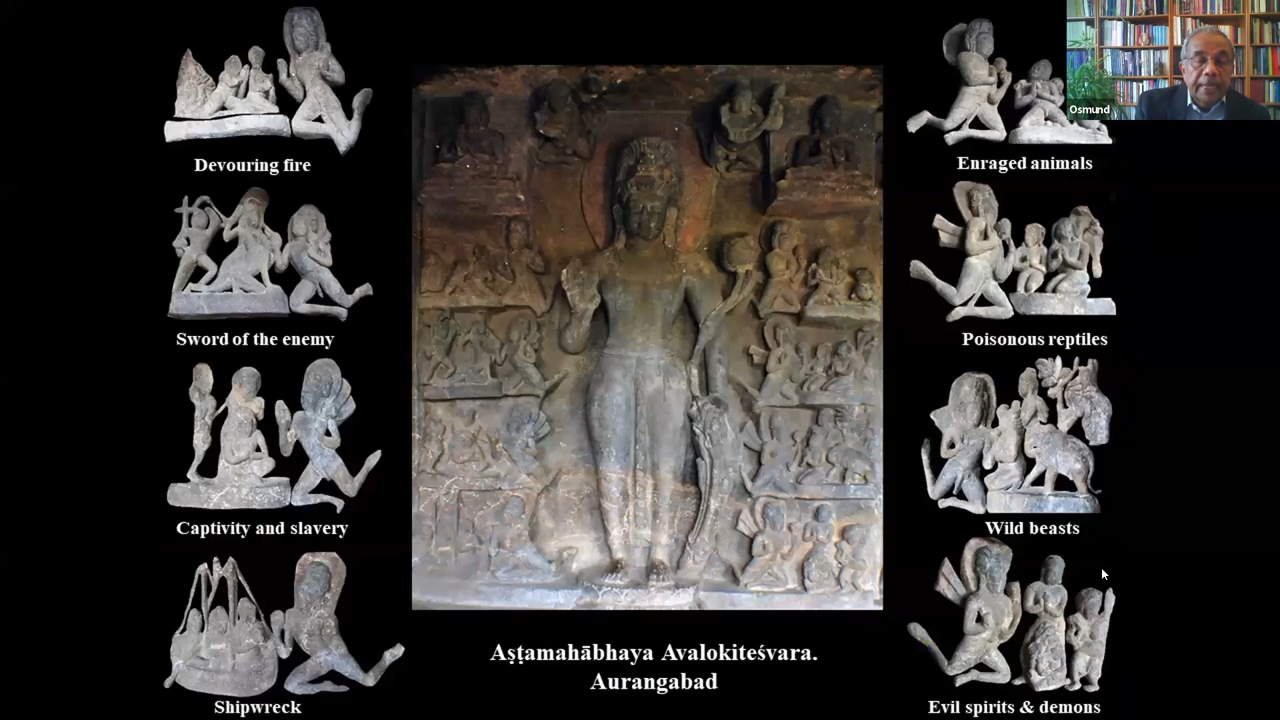 Devouring fire
Sword of the enemy
Captivity and slavery
Shipwreck
Aṣṭamahābhaya Avalokiteśvara.
Aurangabad
Osmund
Enraged animals
Poisonous reptiles
Wild beasts
Evil spirits & demons